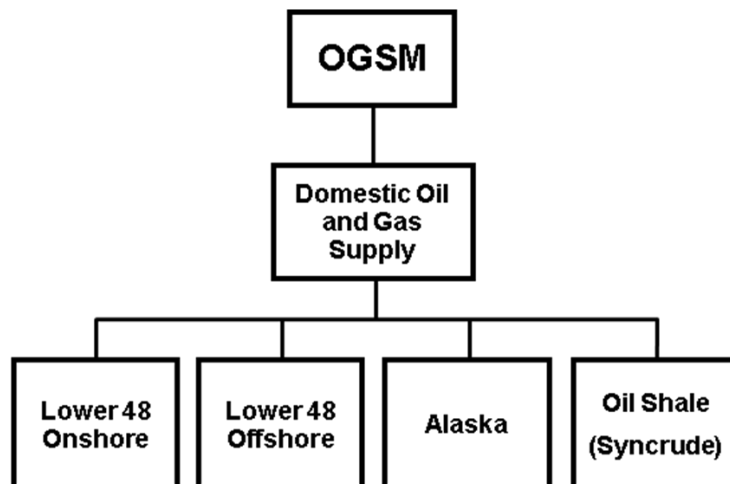 OGSM
Domestic Oil
and Gas
Supply
Lower 48
Onshore
Lower 48
Offshore
Alaska
Oil Shale
(Syncrude)